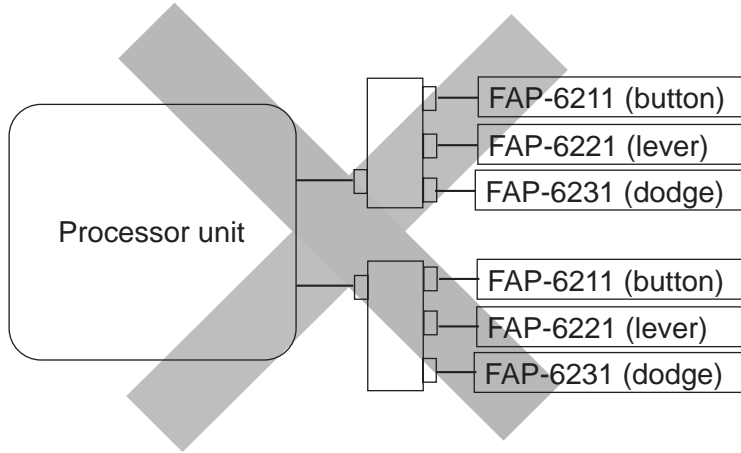 FAP-6211 (button)
FAP-6221 (lever)
FAP-6231 (dodge)
Processor unit
FAP-6211 (button)
FAP-6221 (lever)
FAP-6231 (dodge)